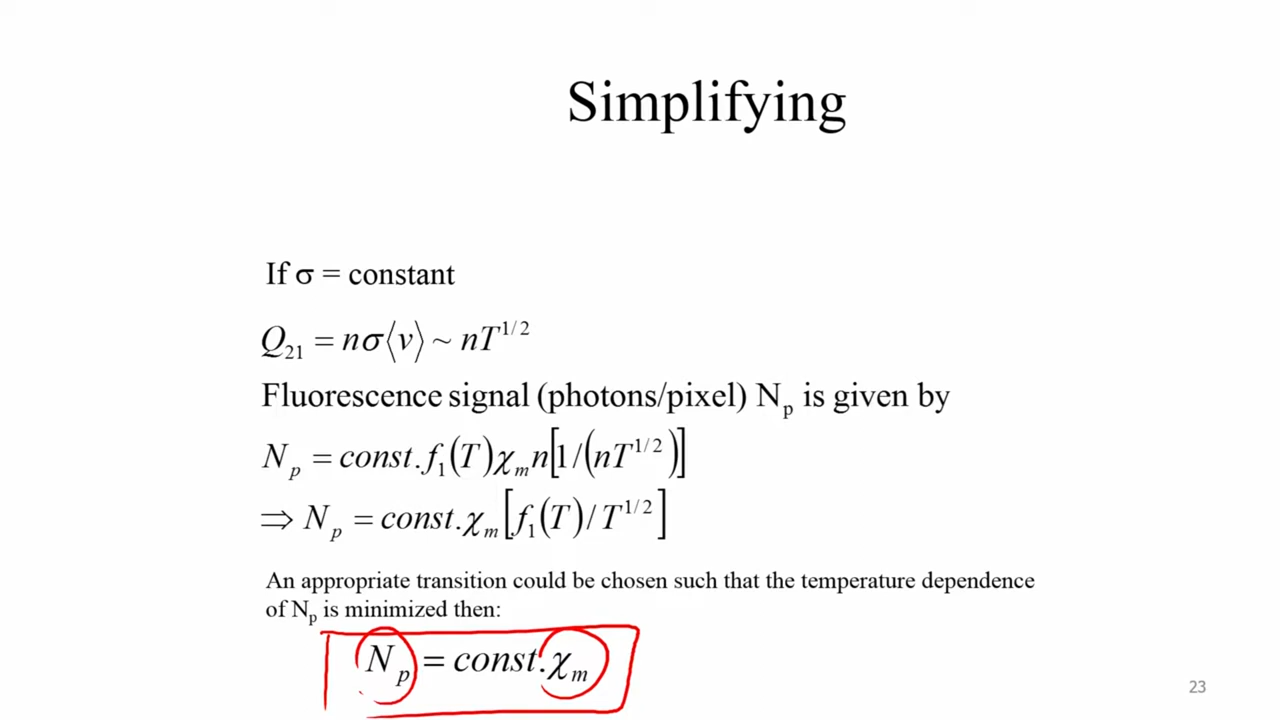 Simplifying
If σ = constant
Q₂₁ = nσ⟨v⟩ ~ nT^{1/2}
Fluorescence signal (photons/pixel) Nₚ is given by
Nₚ = const.f₁(T)χₘn[1/(nT^{1/2})]
⇒ Nₚ = const.χₘ[f₁(T)/T^{1/2}]
An appropriate transition could be chosen such that the temperature dependence
of Nₚ is minimized then:
Nₚ = const.χₘ
23